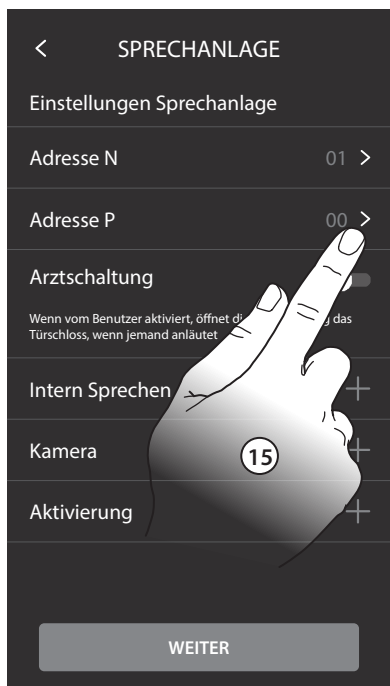 SPRECHANLAGE
Einstellungen Sprechanlage
Adresse N 01
Adresse P 00
Arztschaltung
Wenn vom Benutzer aktiviert, öffnet das
Türschloss, wenn jemand anläutet
Intern Sprechen
Kamera
15
Aktivierung
WEITER